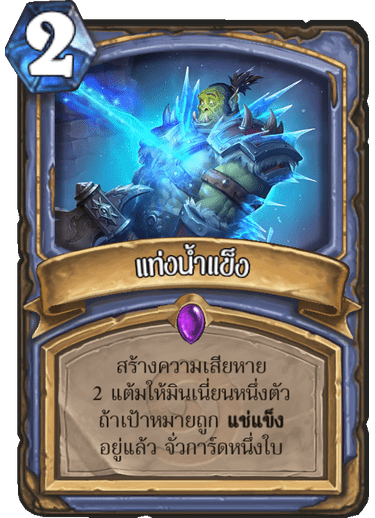 2
แท่งน้ำแข็ง
สร้างความเสียหาย
2 แต้มให้มินเนี่ยนหนึ่งตัว
ถ้าเป้าหมายถูก แช่แข็ง
อยู่แล้ว จั่วการ์ดหนึ่งใบ